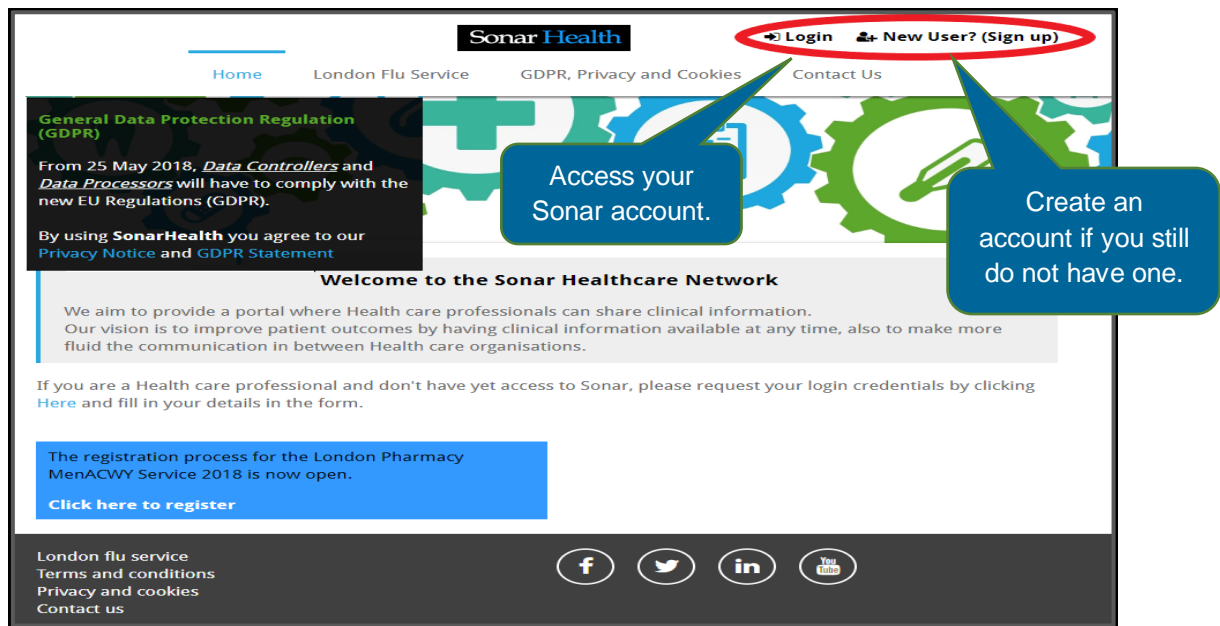 Sonar Health
Login
New User? (Sign up)
Home
London Flu Service
GDPR, Privacy and Cookies
Contact Us
General Data Protection Regulation
(GDPR)
From 25 May 2018, Data Controllers and
Data Processors will have to comply with the
new EU Regulations (GDPR).
By using SonarHealth you agree to our
Privacy Notice and GDPR Statement
Access your
Sonar account.
Create an
account if you still
do not have one.
Welcome to the Sonar Healthcare Network
We aim to provide a portal where Health care professionals can share clinical information.
Our vision is to improve patient outcomes by having clinical information available at any time, also to make more
fluid the communication in between Health care organisations.
If you are a Health care professional and don't have yet access to Sonar, please request your login credentials by clicking
Here and fill in your details in the form.
The registration process for the London Pharmacy
MenACWY Service 2018 is now open.
Click here to register
London flu service
Terms and conditions
Privacy and cookies
Contact us
f
in
You
Tube